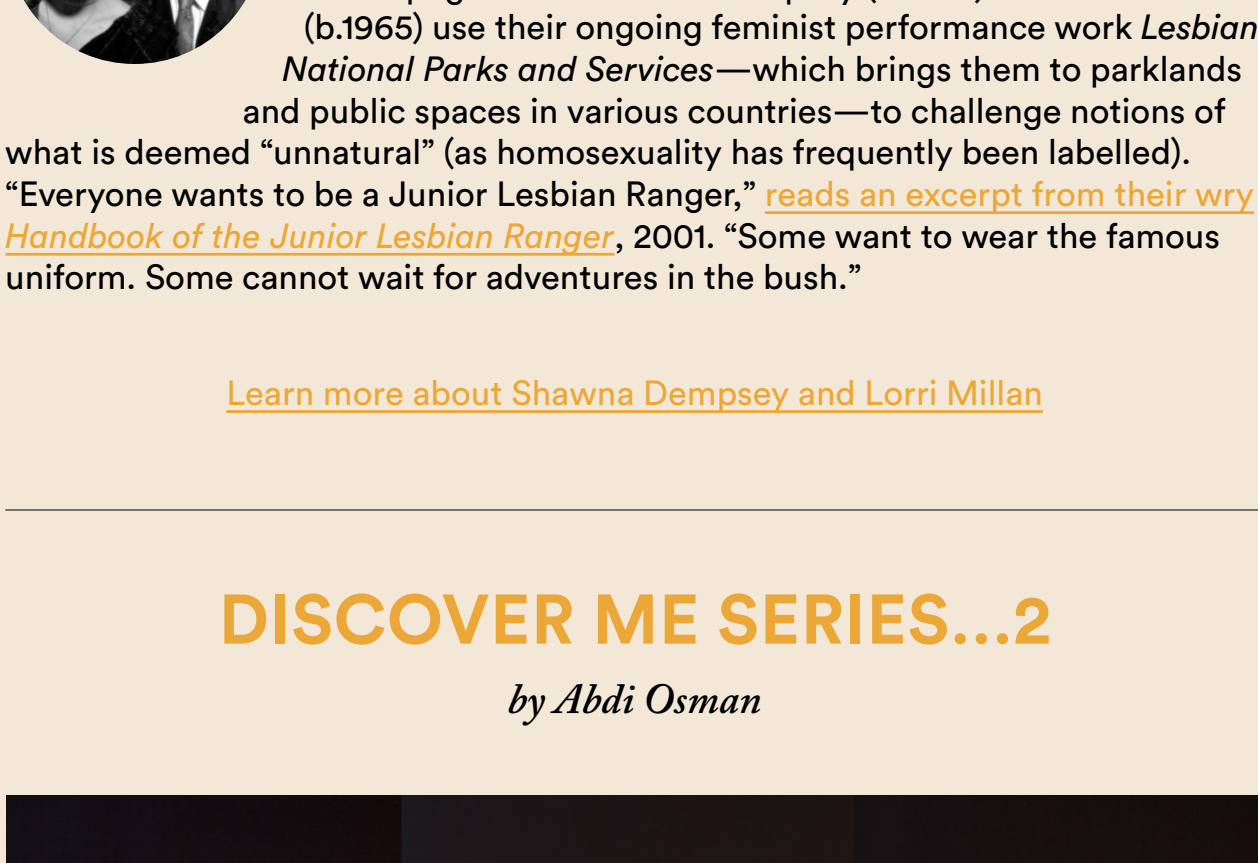 (b.1965) use their ongoing feminist performance work Lesbian
National Parks and Services—which brings them to parklands
and public spaces in various countries—to challenge notions of
what is deemed “unnatural” (as homosexuality has frequently been labelled).
“Everyone wants to be a Junior Lesbian Ranger,” reads an excerpt from their wry
Handbook of the Junior Lesbian Ranger, 2001. “Some want to wear the famous
uniform. Some cannot wait for adventures in the bush.”
Learn more about Shawna Dempsey and Lorri Millan
DISCOVER ME SERIES...2
by Abdi Osman